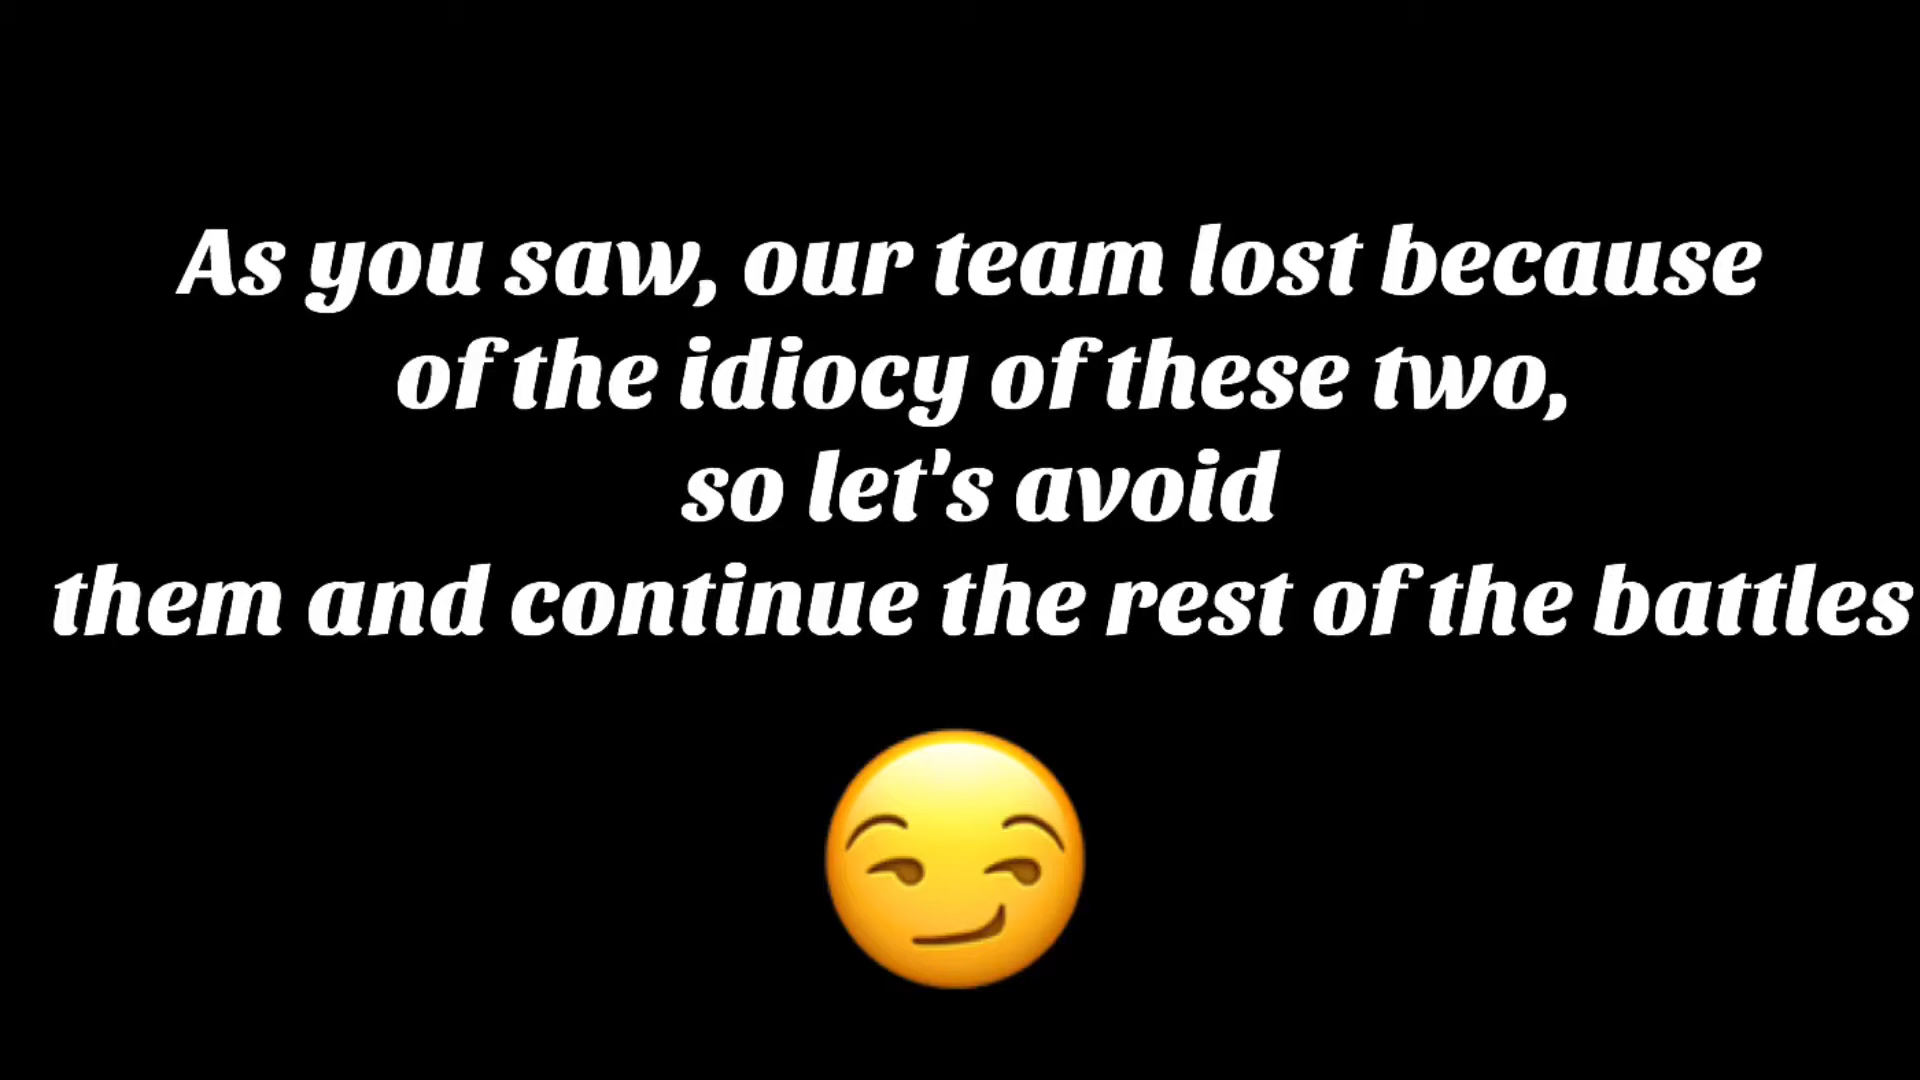 As you saw, our team lost because
of the idiocy of these two,
so let's avoid
them and continue the rest of the battles